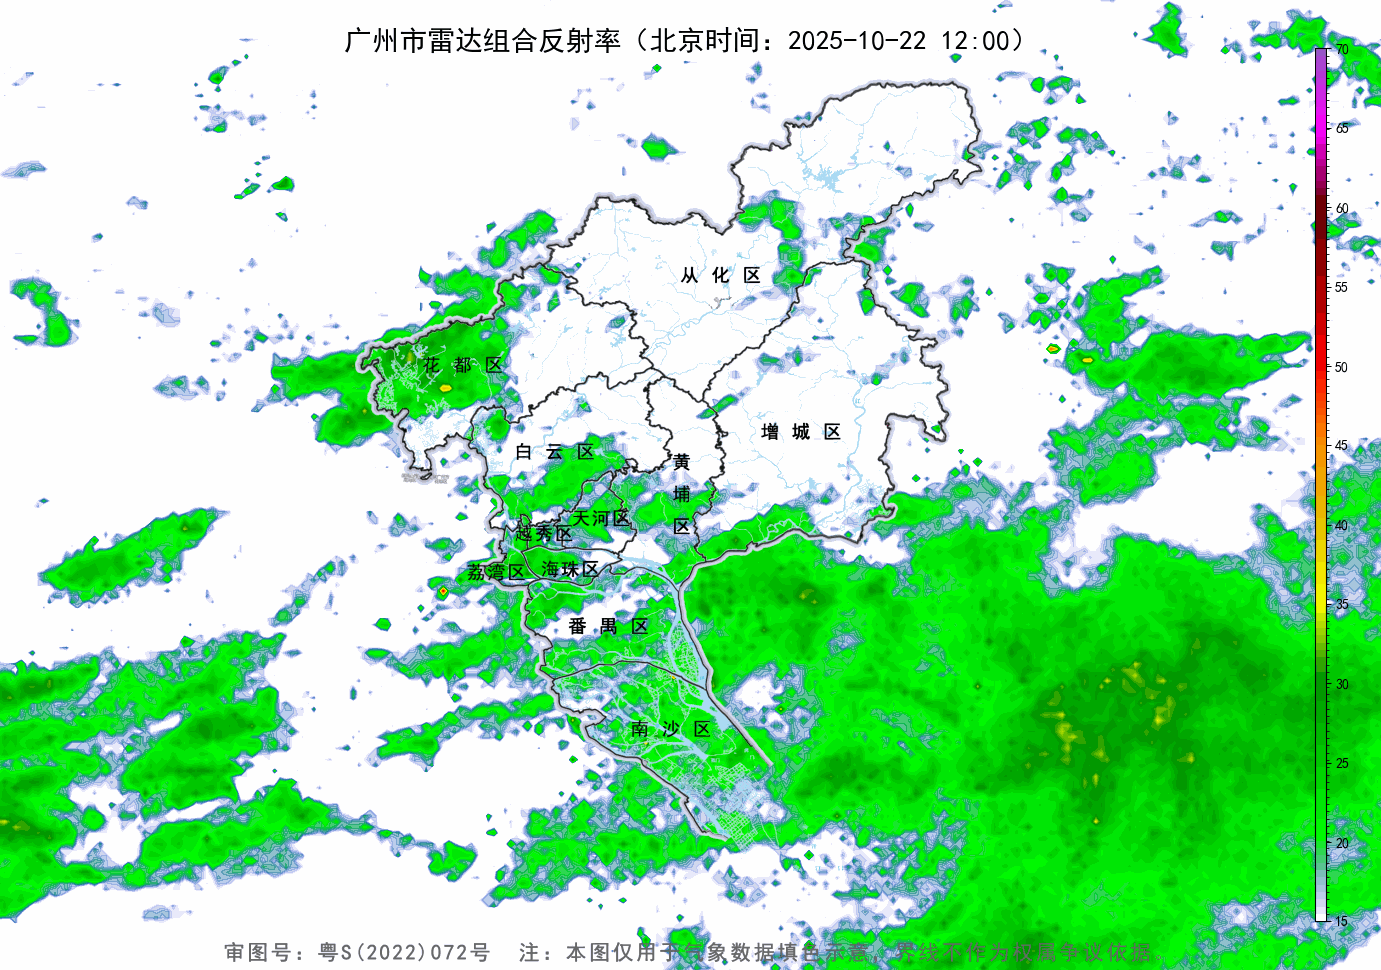 广州市雷达组合反射率（北京时间：2025-10-22 12:00）
70
65
60
55
50
45
40
35
30
25
20
15
从化区
花都区
增城区
白云区
黄埔区
天河区
越秀区
荔湾区
海珠区
番禺区
南沙区
审图号：粤S(2022)072号 注：本图仅用于气象数据填色示意，界线不作为权属争议依据。